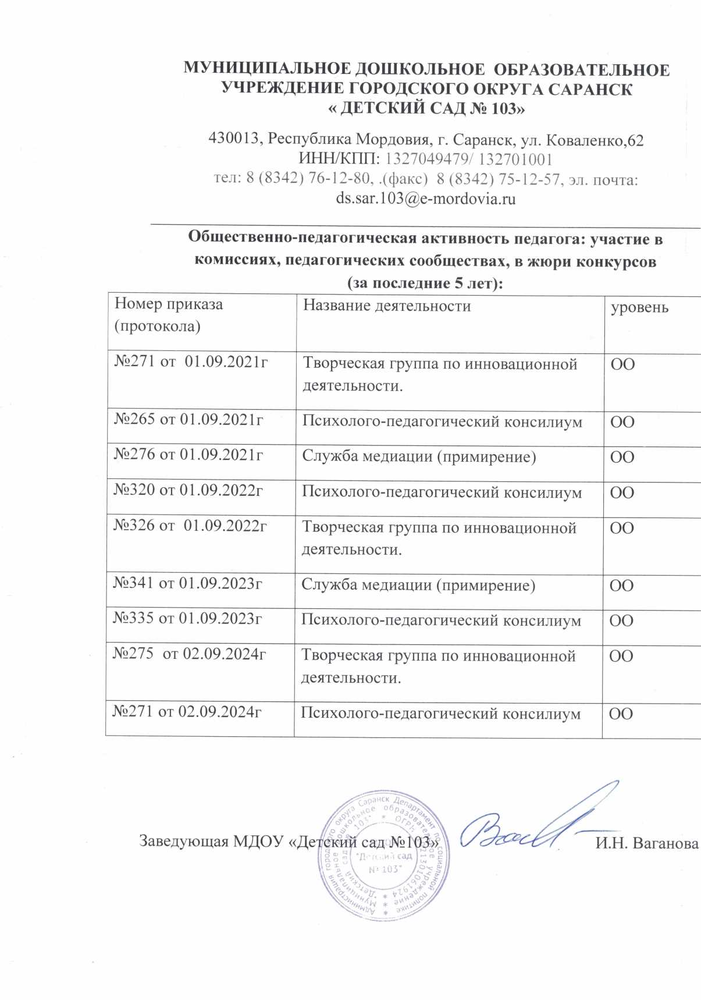 МУНИЦИПАЛЬНОЕ ДОШКОЛЬНОЕ ОБРАЗОВАТЕЛЬНОЕ
УЧРЕЖДЕНИЕ ГОРОДСКОГО ОКРУГА САРАНСК
« ДЕТСКИЙ САД № 103»
430013, Республика Мордовия, г. Саранск, ул. Коваленко,62
ИНН/КПП: 1327049479/ 132701001
тел: 8 (8342) 76-12-80, .(факс) 8 (8342) 75-12-57, эл. почта:
ds.sar.103@e-mordovia.ru
Общественно-педагогическая активность педагога: участие в
комиссиях, педагогических сообществах, в жюри конкурсов
(за последние 5 лет):
Номер приказа Название деятельности уровень
(протокола)
№271 от 01.09.2021г Творческая группа по инновационной ОО
деятельности.
№265 от 01.09.2021г Психолого-педагогический консилиум ОО
№276 от 01.09.2021г Служба медиации (примирение) ОО
№320 от 01.09.2022г Психолого-педагогический консилиум ОО
№326 от 01.09.2022г Творческая группа по инновационной ОО
деятельности.
№341 от 01.09.2023г Служба медиации (примирение) ОО
№335 от 01.09.2023г Психолого-педагогический консилиум ОО
№275 от 02.09.2024г Творческая группа по инновационной ОО
деятельности.
№271 от 02.09.2024г Психолого-педагогический консилиум ОО
Заведующая МДОУ «Детский сад №103» И.Н. Ваганова
Администрация городского округа Саранск Департамент по социальной политике
Муниципальное дошкольное образовательное учреждение
"Детский сад № 103" * ОГРН
"Детский сад
№ 103"